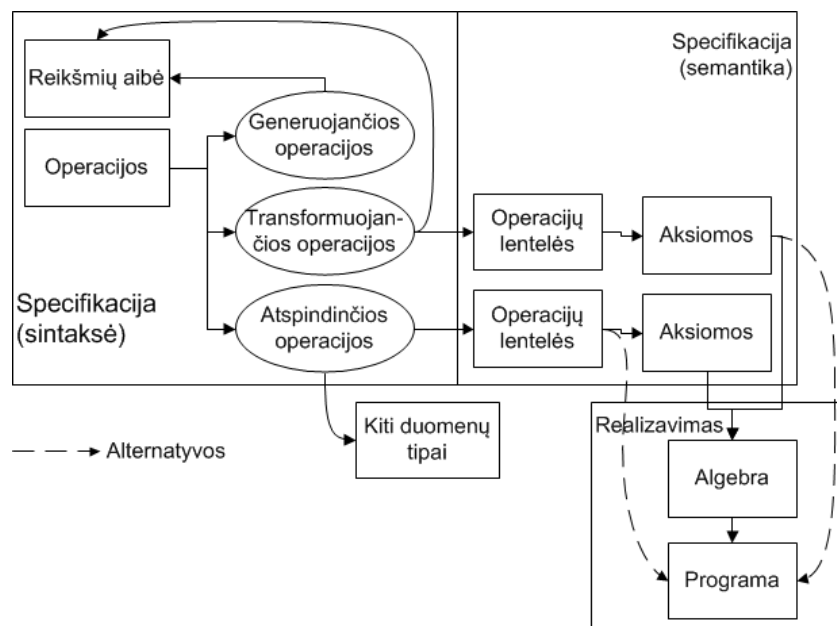 Specifikacija
(semantika)
Reikšmių aibė
Generuojančios
operacijos
Operacijos
Transformuojan-
čios operacijos
Operacijų
lentelės
Aksiomos
Specifikacija
(sintaksė)
Atspindinčios
operacijos
Operacijų
lentelės
Aksiomos
Kiti duomenų
tipai
Realizavimas
Alternatyvos
Algebra
Programa